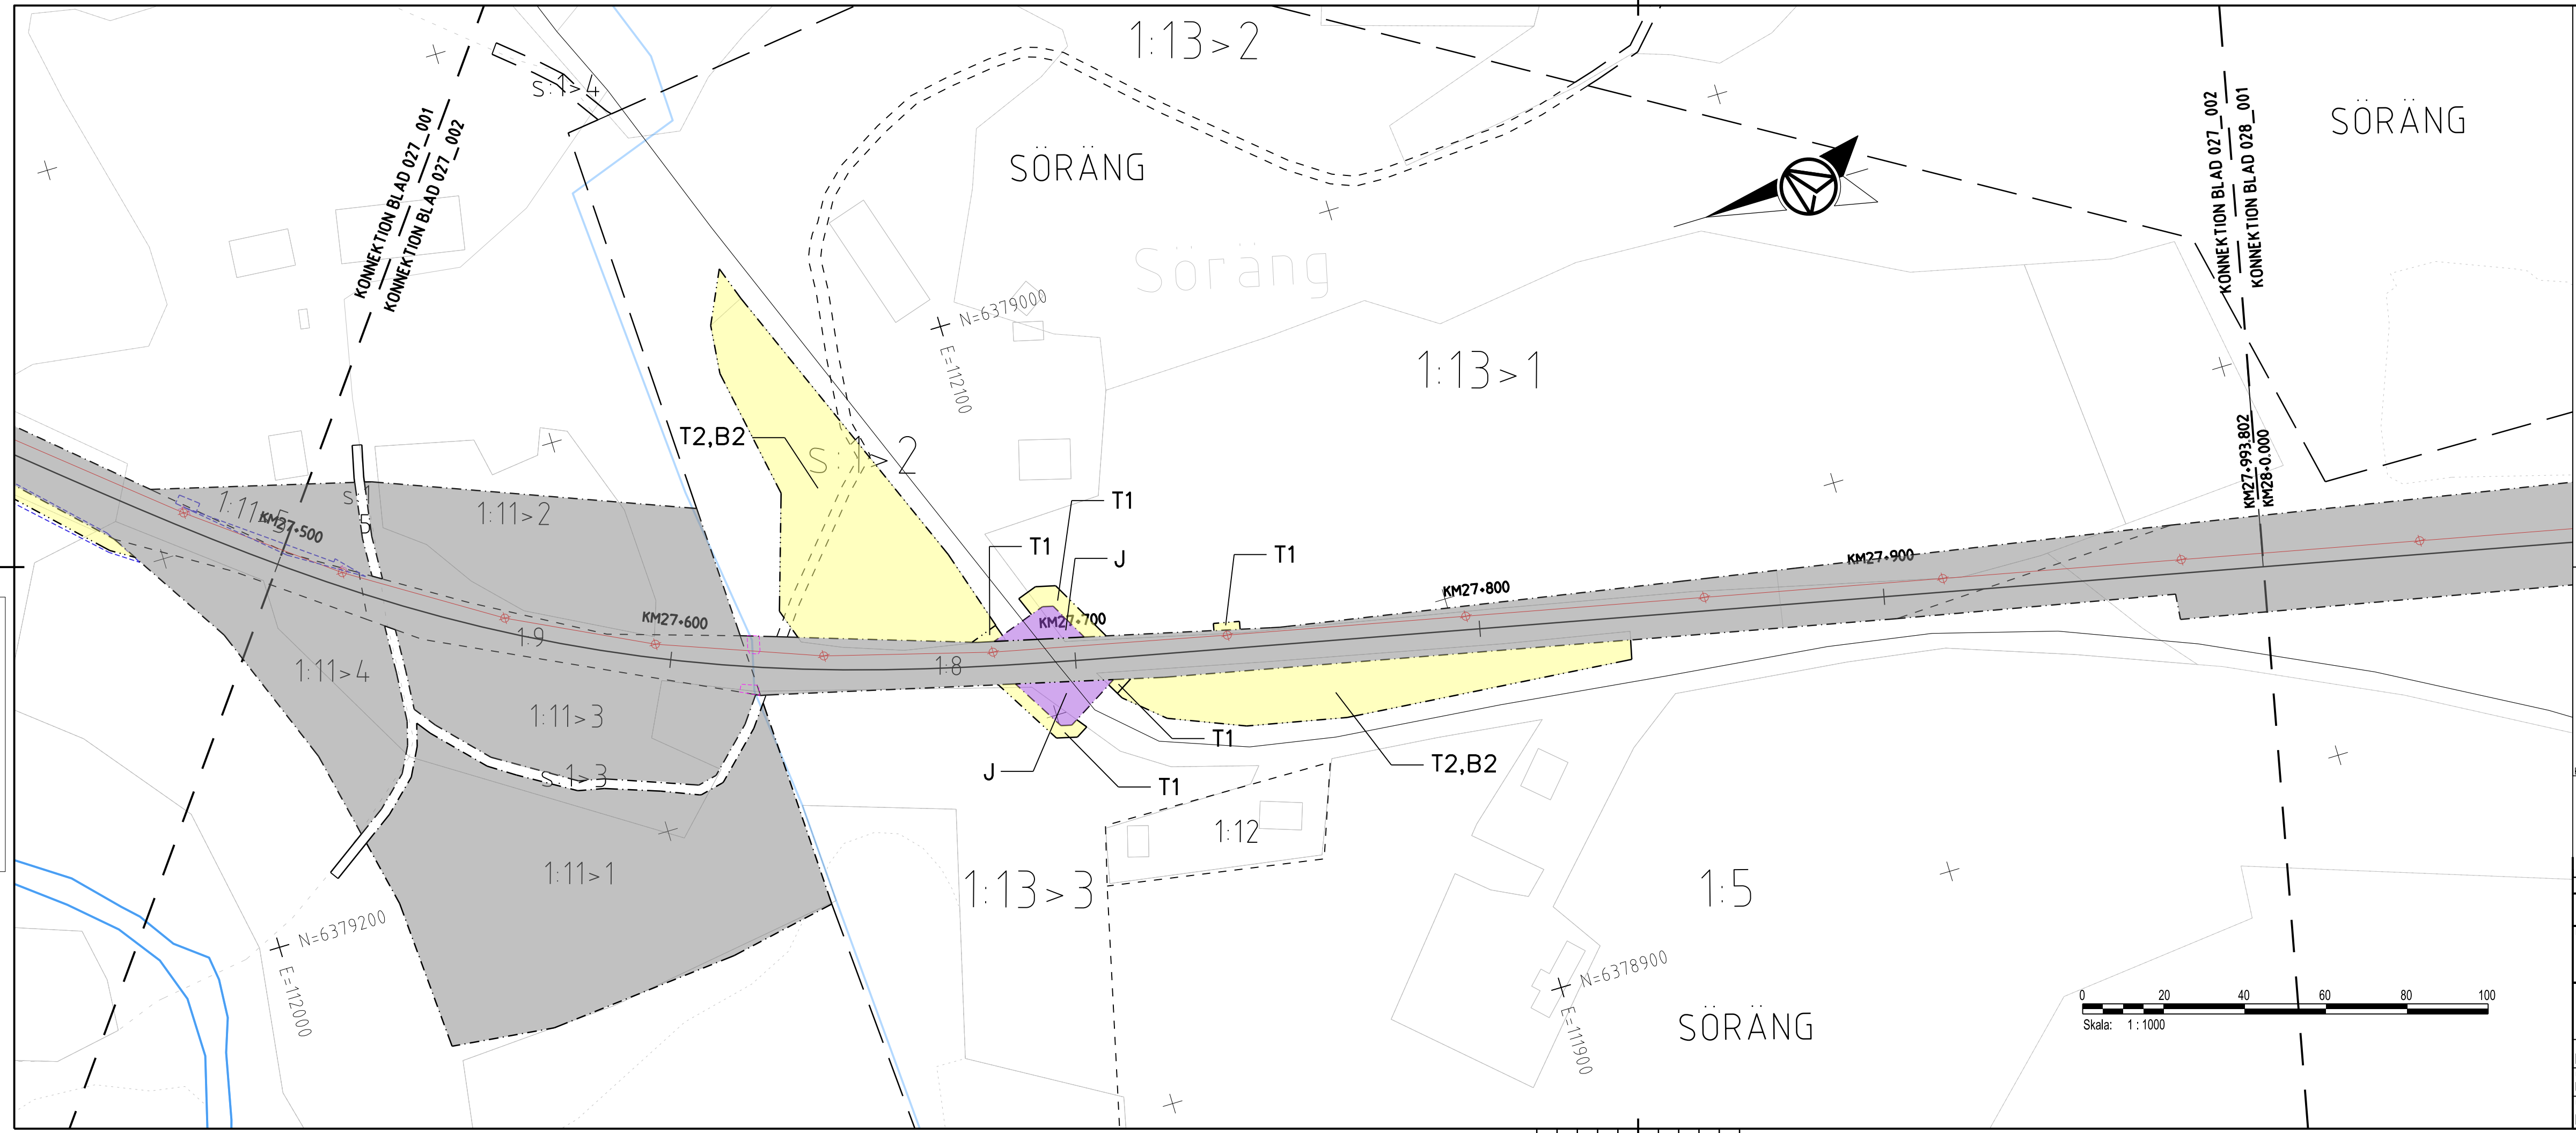 1:13>2
S:1>4
KONNEKTION BLAD 027_001
KONNEKTION BLAD 027_002
SÖRÄNG
KONNEKTION BLAD 027_002
KONNEKTION BLAD 028_001
SÖRÄNG
Söräng
N=6379000
E=112100
1:13>1
T2,B2
S:1>2
KM27+993.802
KM28+0.000
1:11>5
KM27+500
s:1
5
1:11>2
T1
T1
J
T1
KM27+600
KM27+700
KM27+800
KM27+900
1:9
1:8
1:11>4
1:11>3
s:1>3
J
T1
T1
T2,B2
1:12
1:11>1
1:13>3
1:5
N=6379200
E=112000
N=6378900
E=111900
SÖRÄNG
0 20 40 60 80 100
Skala: 1 : 1000